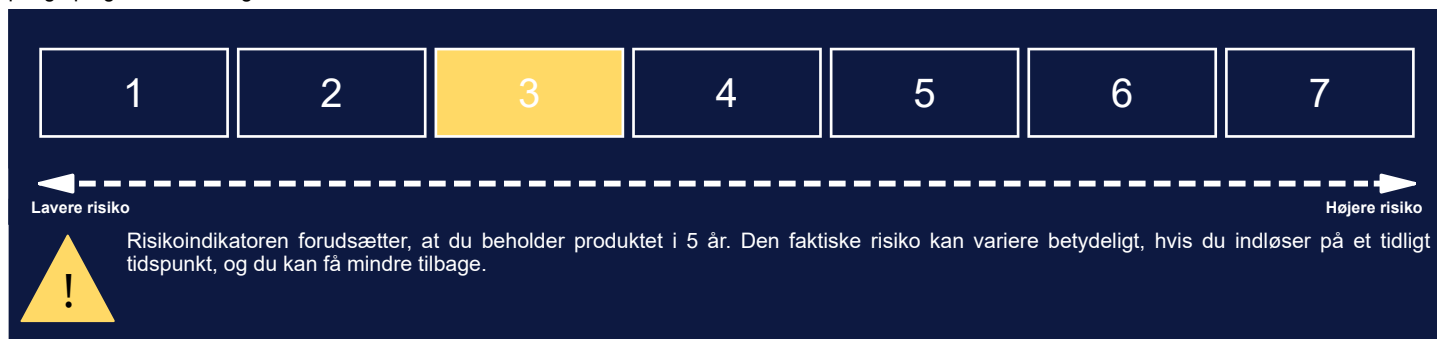 1 2 3 4 5 6 7
Lavere risiko Højere risiko
Risikoindikatoren forudsætter, at du beholder produktet i 5 år. Den faktiske risiko kan variere betydeligt, hvis du indløser på et tidligt
tidspunkt, og du kan få mindre tilbage.
!